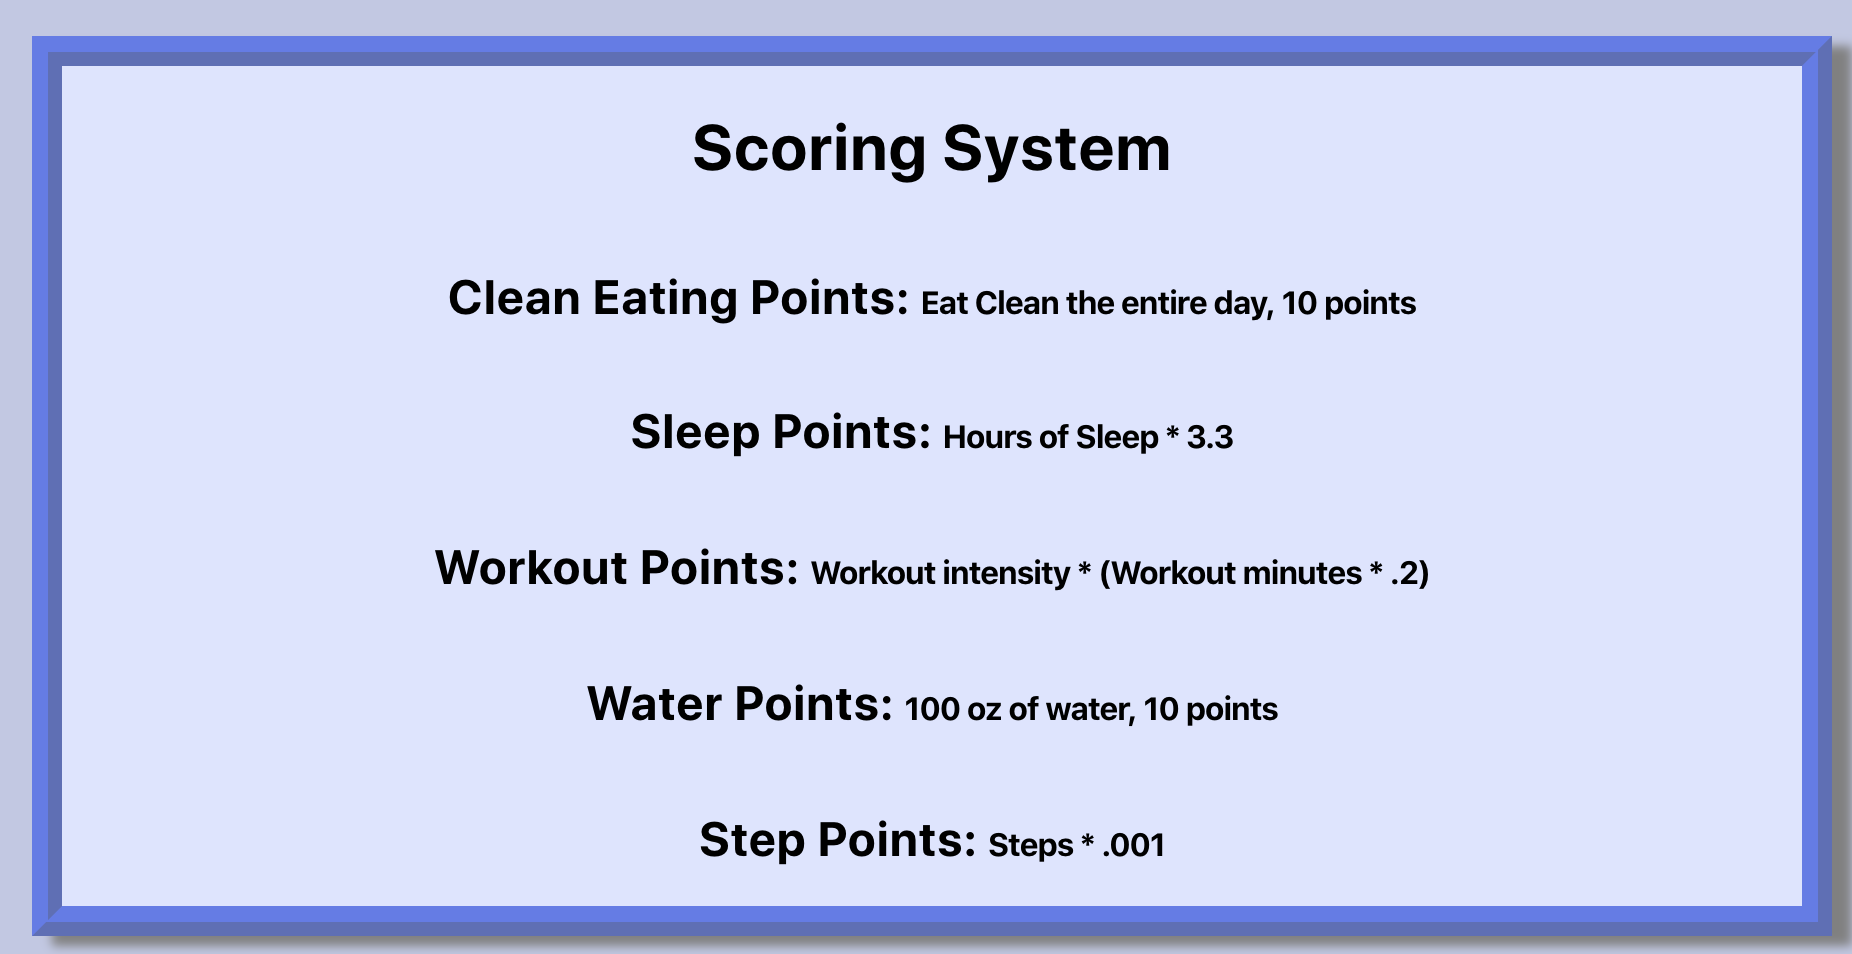 Scoring System
Clean Eating Points: Eat Clean the entire day, 10 points
Sleep Points: Hours of Sleep * 3.3
Workout Points: Workout intensity * (Workout minutes * .2)
Water Points: 100 oz of water, 10 points
Step Points: Steps * .001